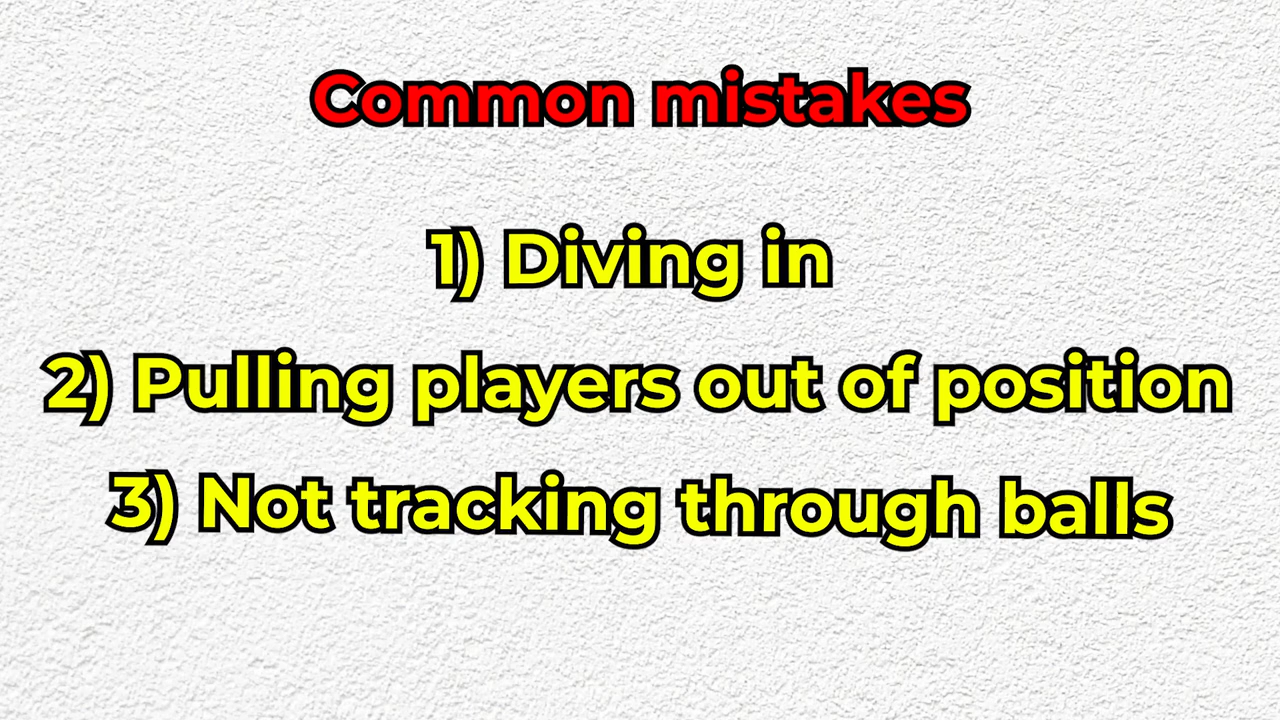 Common mistakes
1) Diving in
2) Pulling players out of position
3) Not tracking through balls